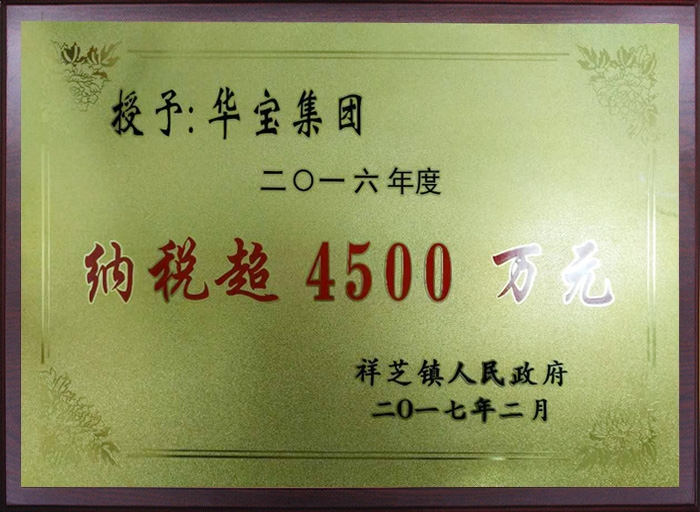 授予:华宝集团
二〇一六年度
纳税超 4500 万元
祥芝镇人民政府
二〇一七年二月